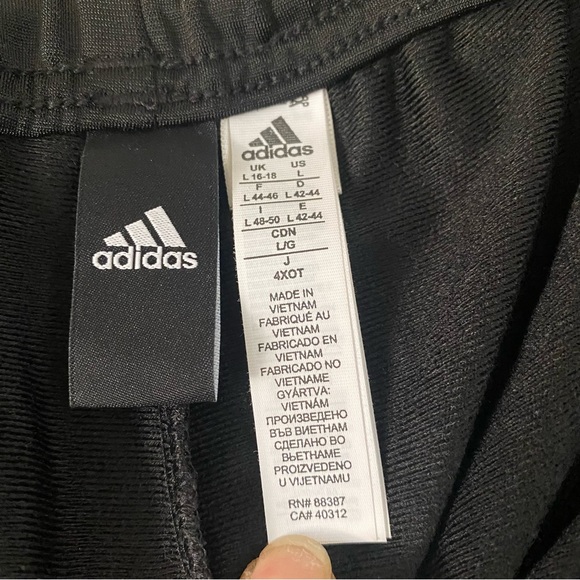 adidas
adidas
UK US
L 16-18 L
F D
L 44-46 L 42-44
I E
L 48-50 L 42-44
CDN
L/G
J
4XOT
MADE IN
VIETNAM
FABRIQUÉ AU
VIETNAM
FABRICADO EN
VIETNAM
FABRICADO NO
VIETNAME
GYÁRTVA:
VIETNÁM
ПРОИЗВЕДЕНО
ВЪВ ВИЕТНАМ
СДЕЛАНО ВО
ВЬЕТНАМЕ
PROIZVEDENO
U VIJETNAMU
RN# 88387
CA# 40312